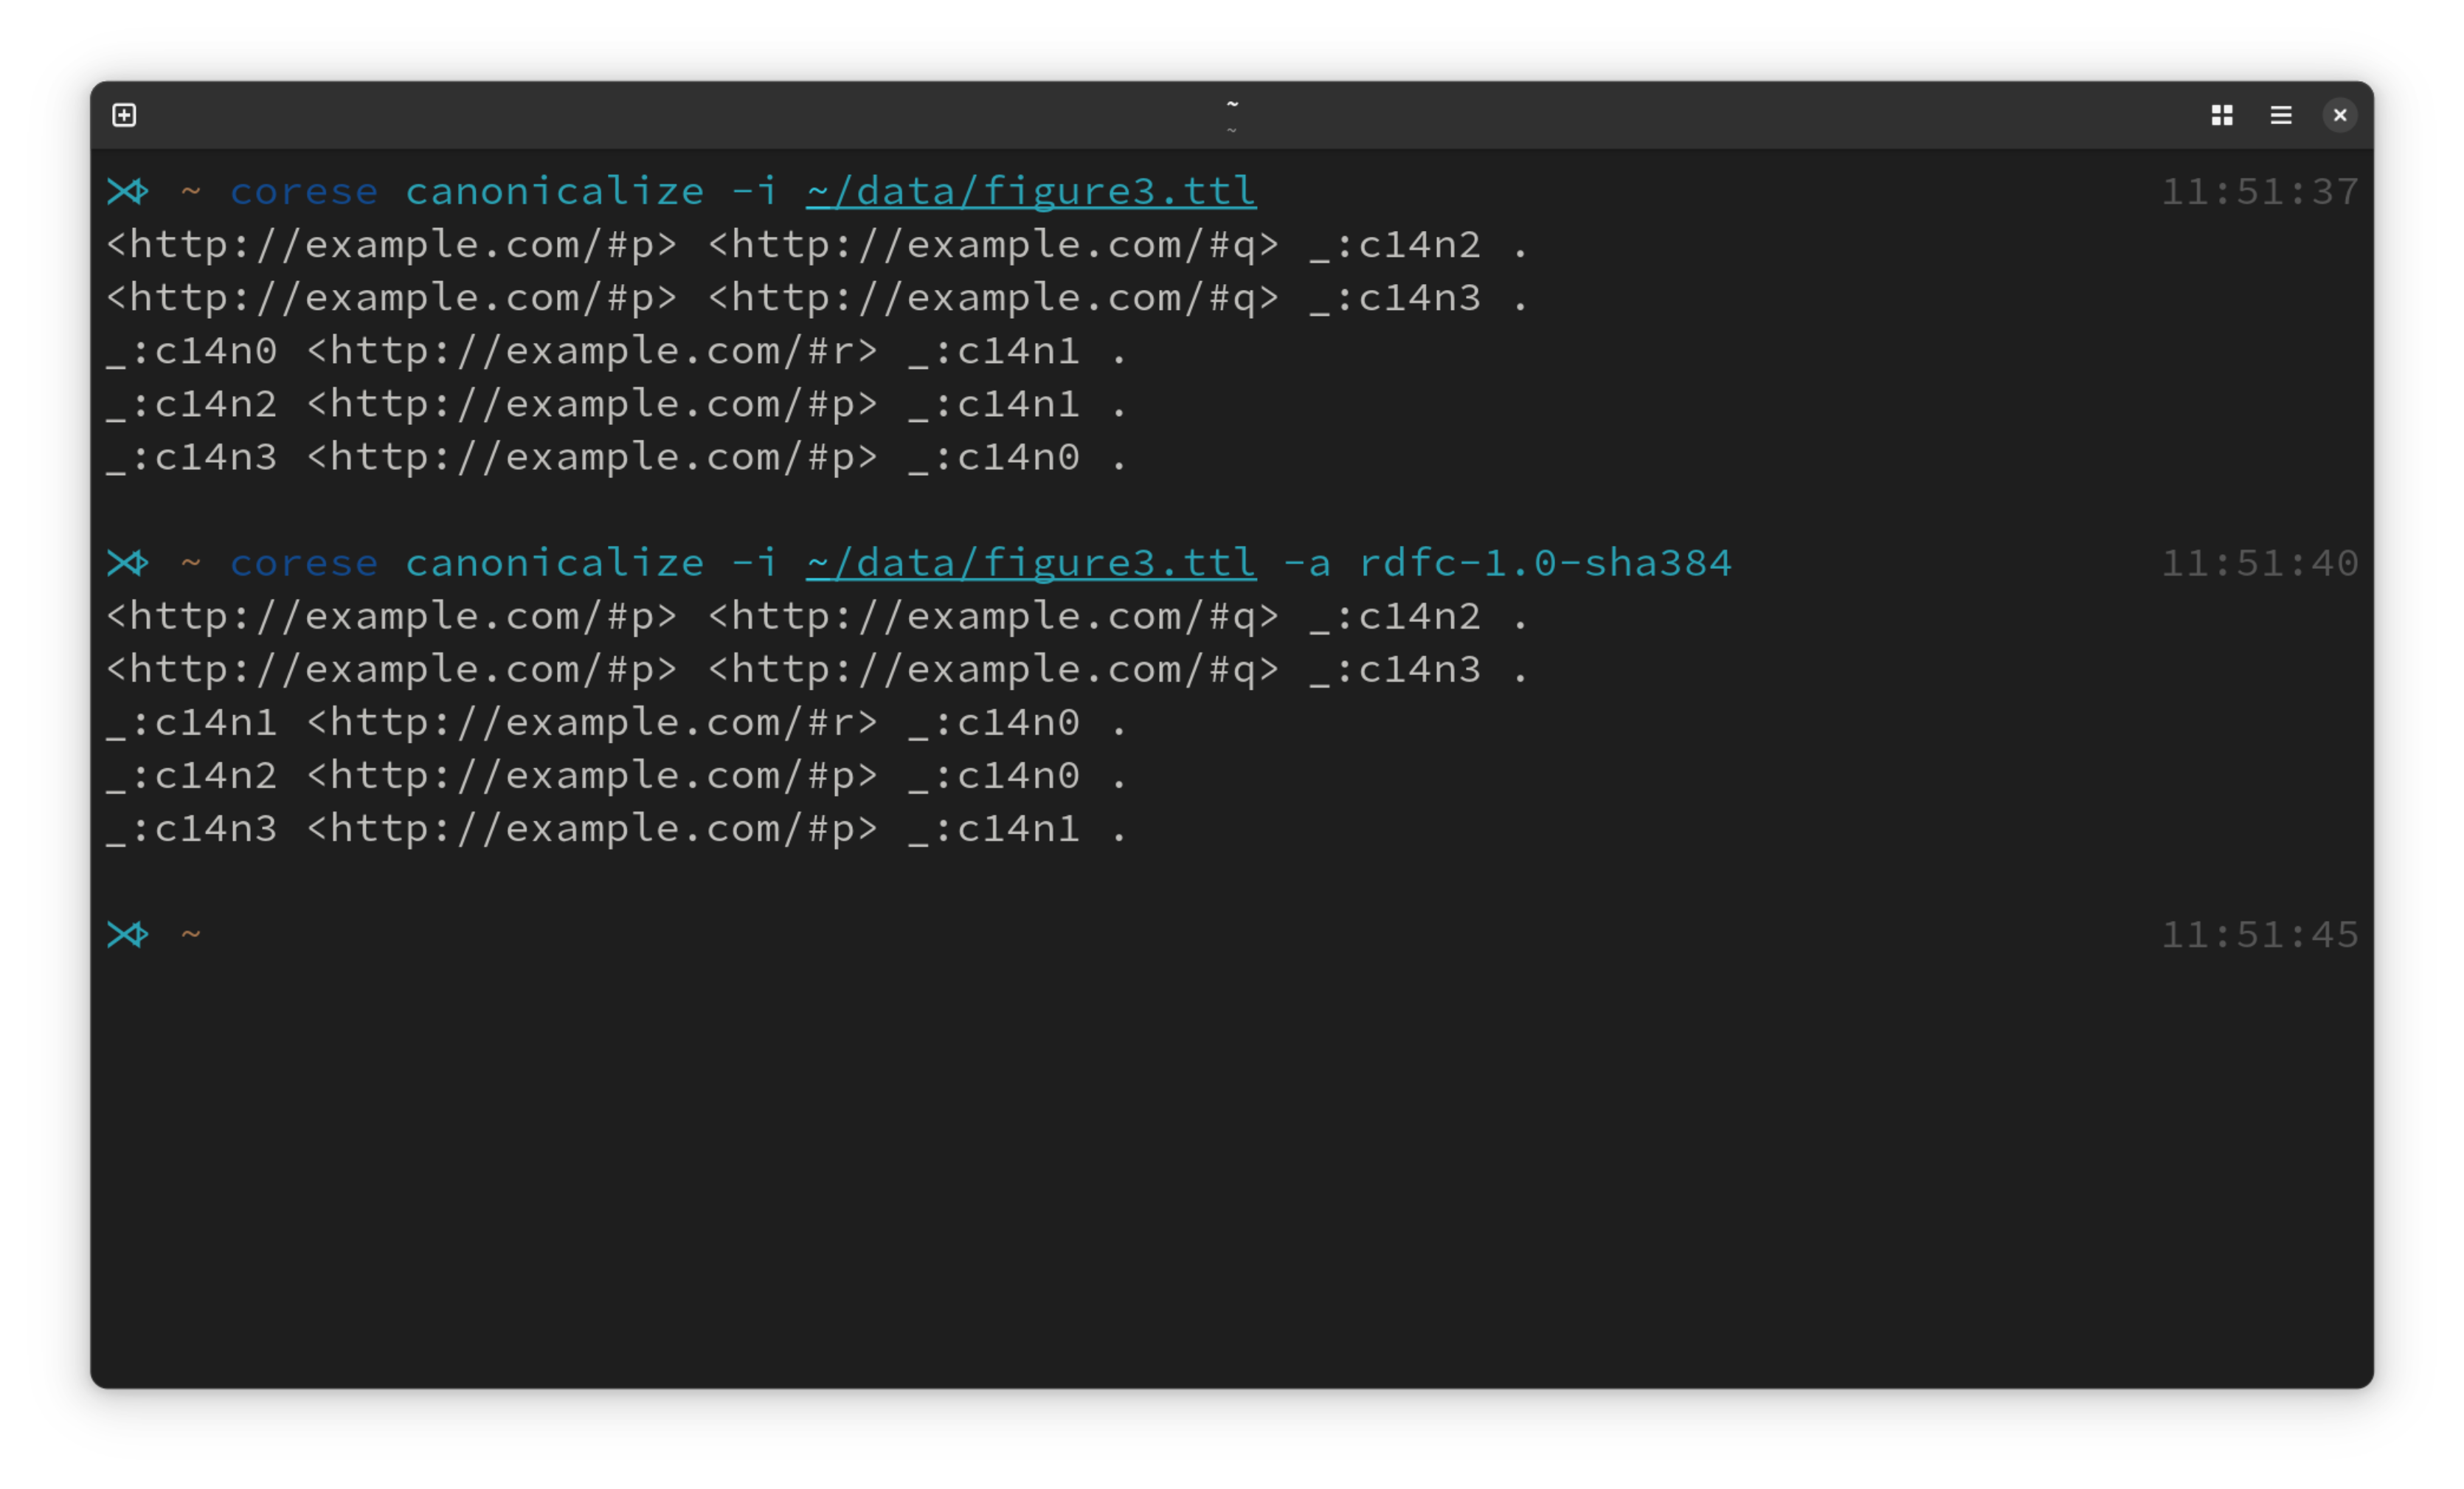 ~
~
~ corese canonicalize -i ~/data/figure3.ttl 11:51:37
<http://example.com/#p> <http://example.com/#q> _:c14n2 .
<http://example.com/#p> <http://example.com/#q> _:c14n3 .
_:c14n0 <http://example.com/#r> _:c14n1 .
_:c14n2 <http://example.com/#p> _:c14n1 .
_:c14n3 <http://example.com/#p> _:c14n0 .
~ corese canonicalize -i ~/data/figure3.ttl -a rdfc-1.0-sha384 11:51:40
<http://example.com/#p> <http://example.com/#q> _:c14n2 .
<http://example.com/#p> <http://example.com/#q> _:c14n3 .
_:c14n1 <http://example.com/#r> _:c14n0 .
_:c14n2 <http://example.com/#p> _:c14n0 .
_:c14n3 <http://example.com/#p> _:c14n1 .
~ 11:51:45